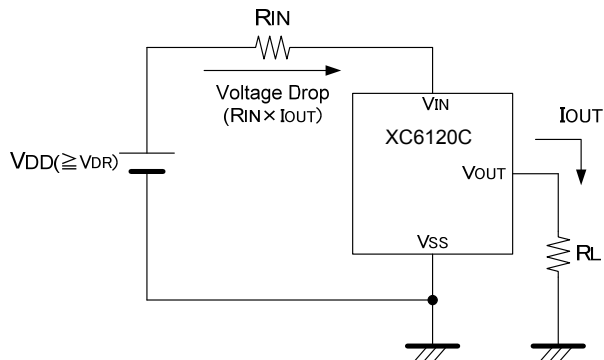 RIN
Voltage Drop
(RIN×IOUT)
VIN
XC6120C
IOUT
VDD(≧VDR)
VOUT
VSS
RL